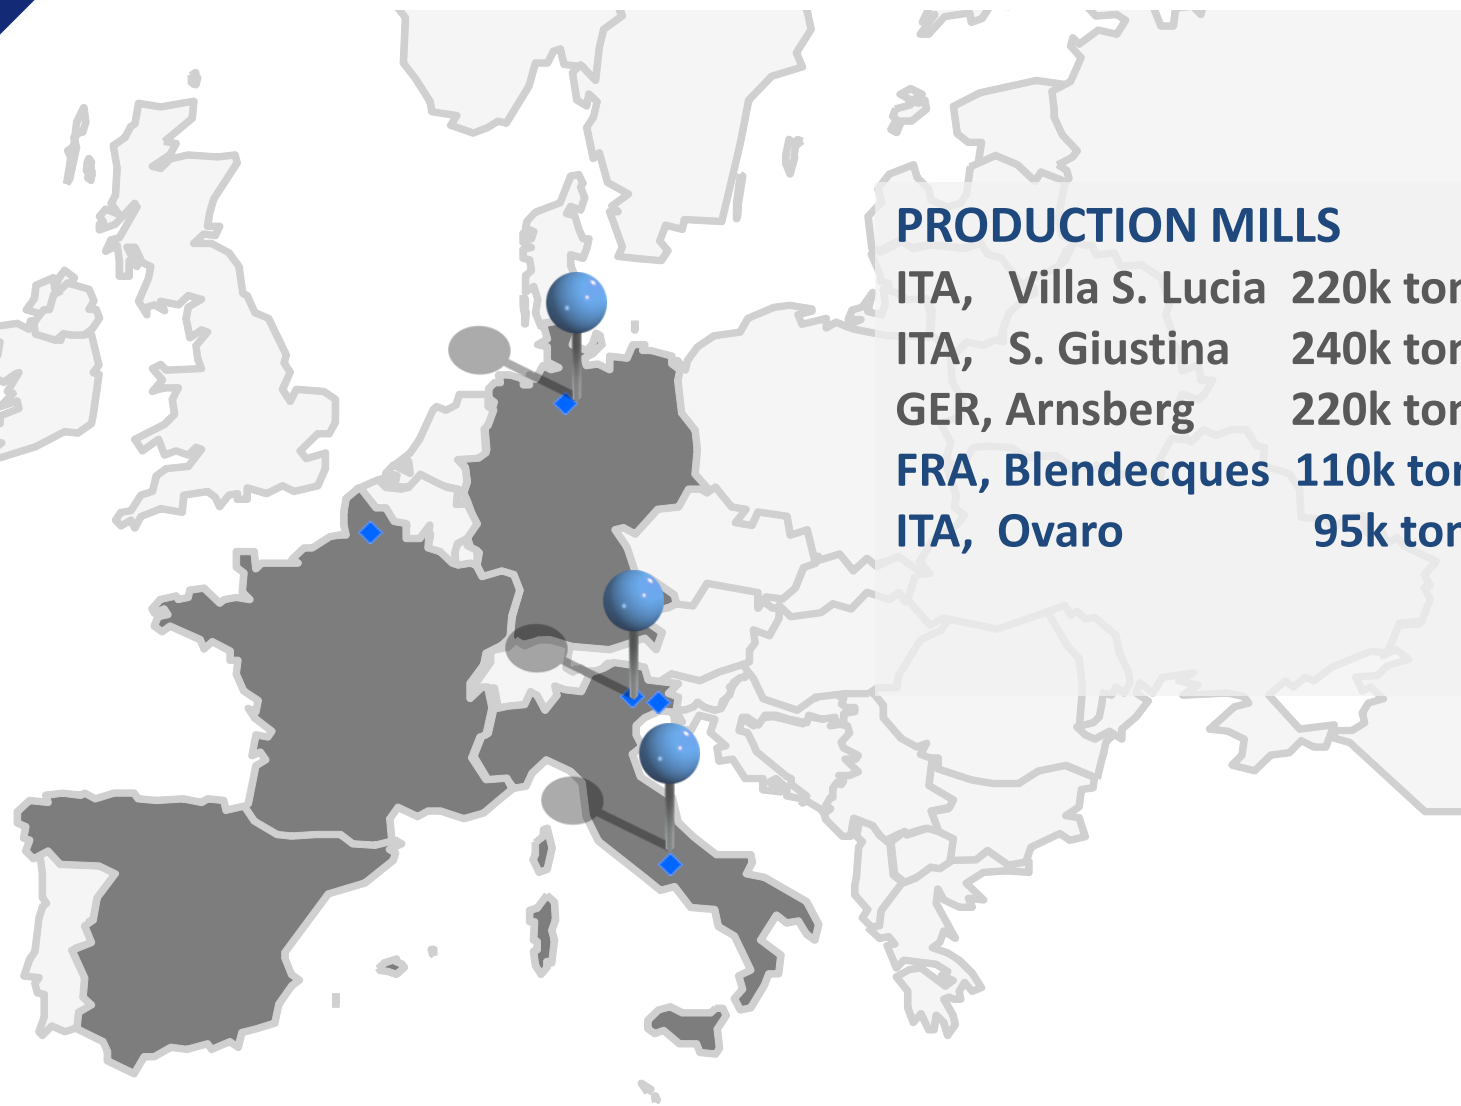 PRODUCTION MILLS
ITA, Villa S. Lucia 220k
ITA, S. Giustina 240k
GER, Arnsberg 220k
FRA, Blendecques 110k
ITA, Ovaro 95k